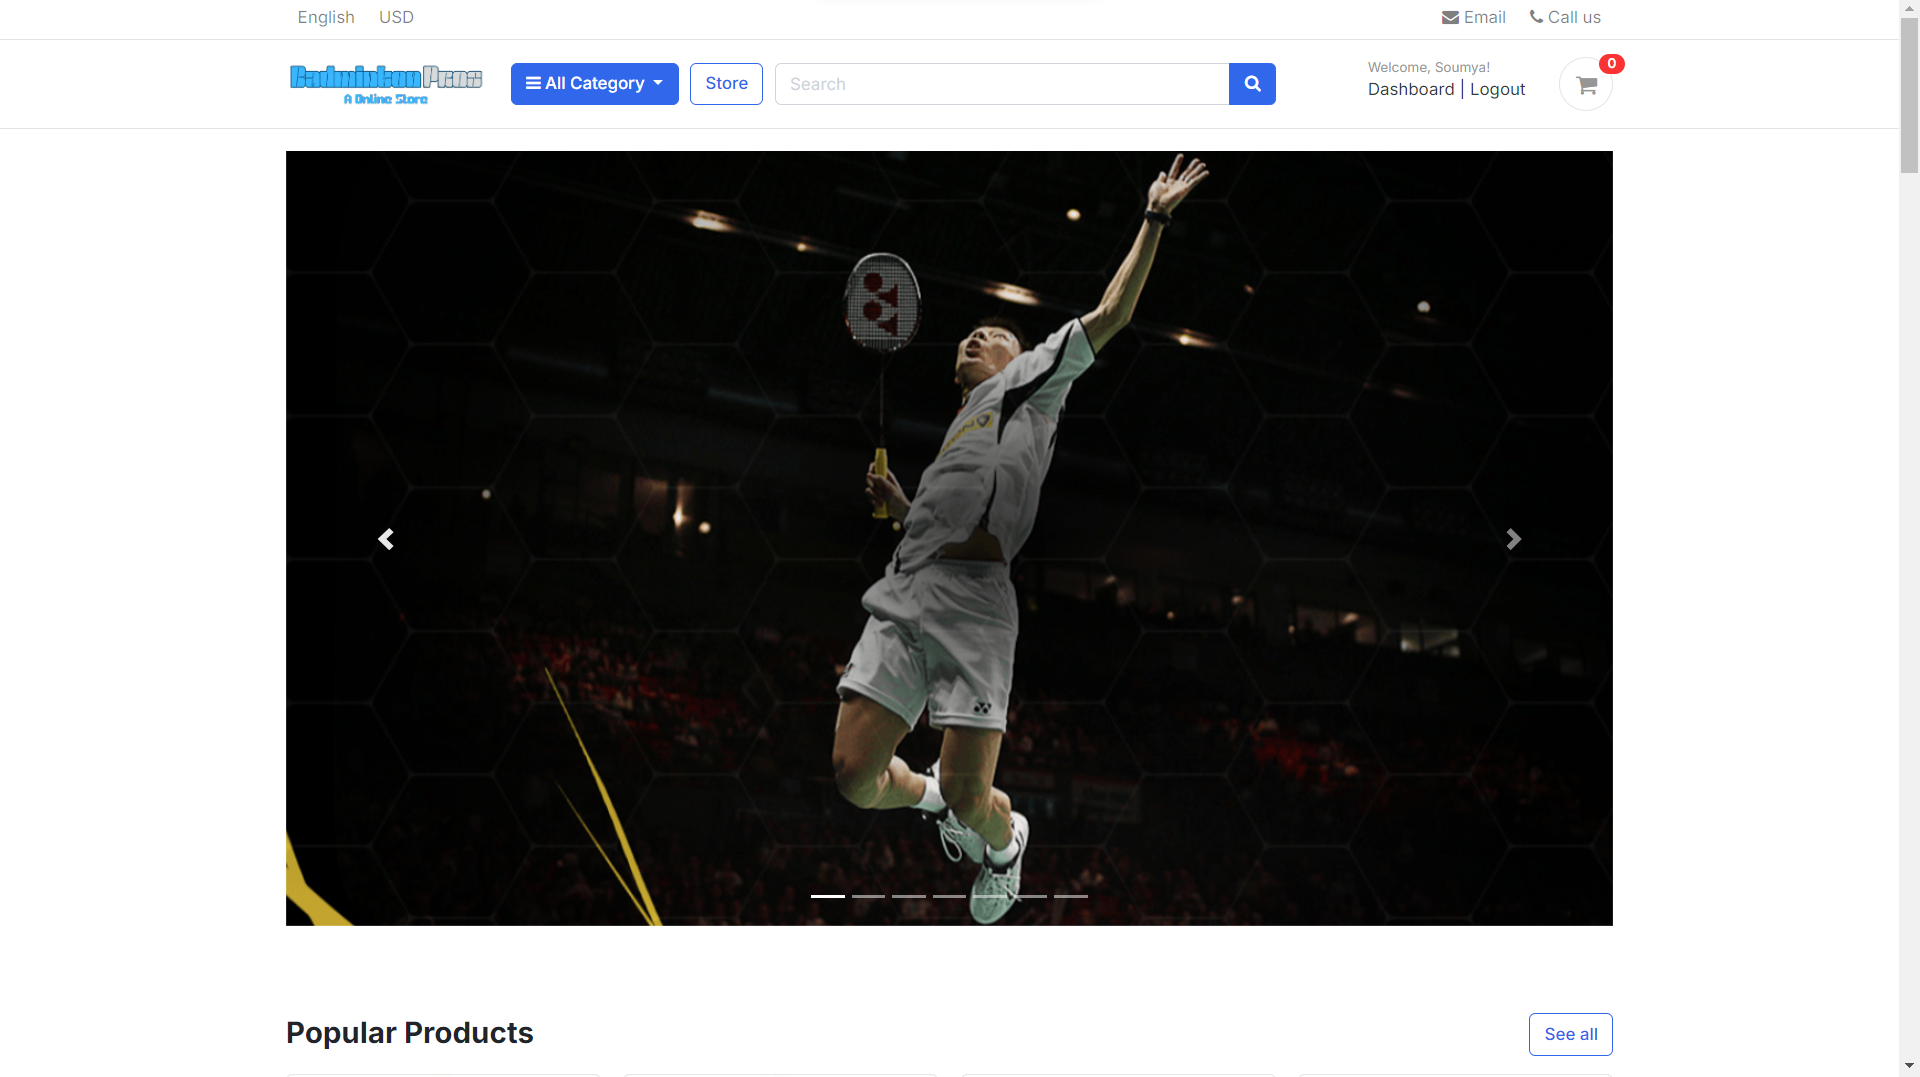 English USD Email Call us
BadmintonPros
A Online Store
All Category Store Search
Welcome, Soumya!
Dashboard | Logout
0
Popular Products See all